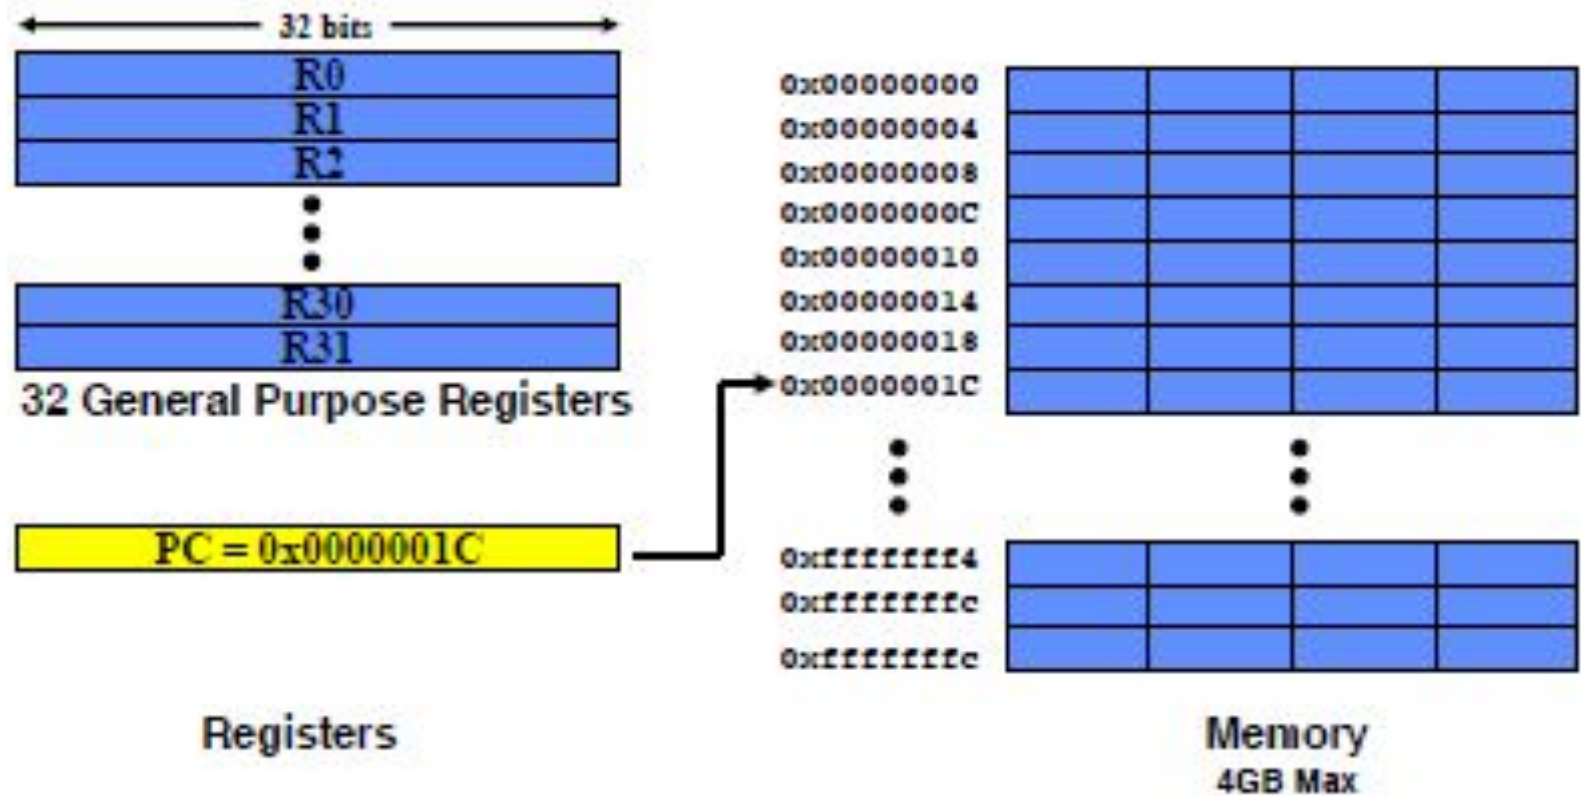 32 bits
R0
R1
R2
R30
R31
32 General Purpose Registers
PC = 0x0000001C
Registers
0x00000000
0x00000004
0x00000008
0x0000000C
0x00000010
0x00000014
0x00000018
0x0000001C
0xfffffff4
0xfffffffc
0xfffffffc
Memory
4GB Max